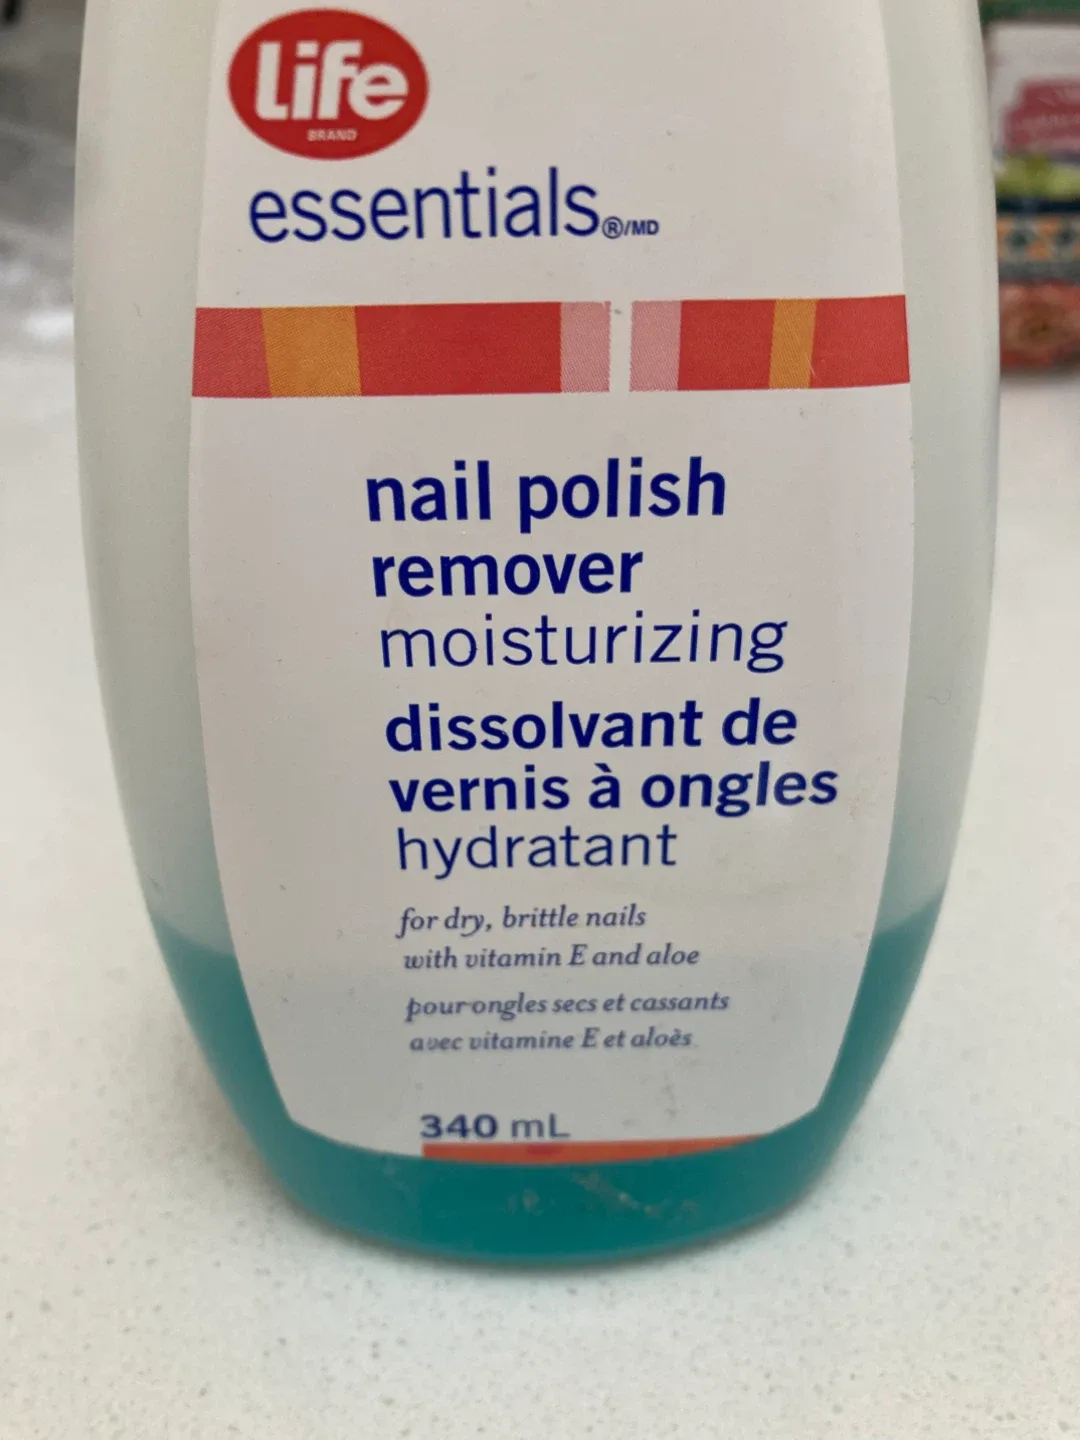 Life
BRAND
essentials®/MD
nail polish
remover
moisturizing
dissolvant de
vernis à ongles
hydratant
for dry, brittle nails
with vitamin E and aloe
pour ongles secs et cassants
avec vitamine E et aloès
340 mL